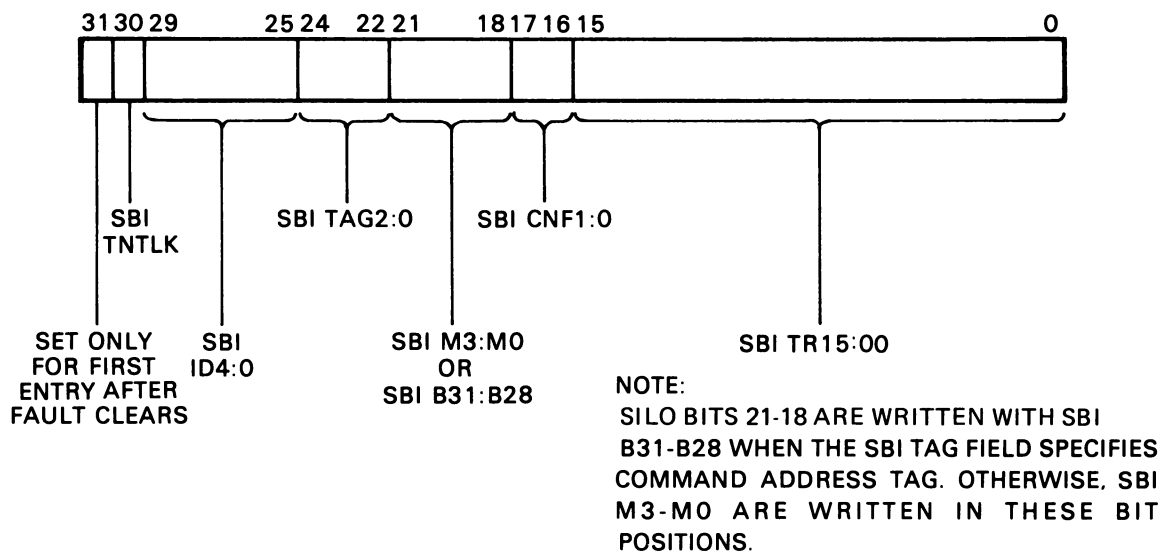 31 30 29 25 24 22 21 18 17 16 15 0
SBI TNTLK
SBI TAG2:0
SBI CNF1:0
SET ONLY
FOR FIRST
ENTRY AFTER
FAULT CLEARS
SBI
ID4:0
SBI M3:M0
OR
SBI B31:B28
SBI TR15:00
NOTE:
SILO BITS 21-18 ARE WRITTEN WITH SBI
B31-B28 WHEN THE SBI TAG FIELD SPECIFIES
COMMAND ADDRESS TAG. OTHERWISE, SBI
M3-M0 ARE WRITTEN IN THESE BIT
POSITIONS.